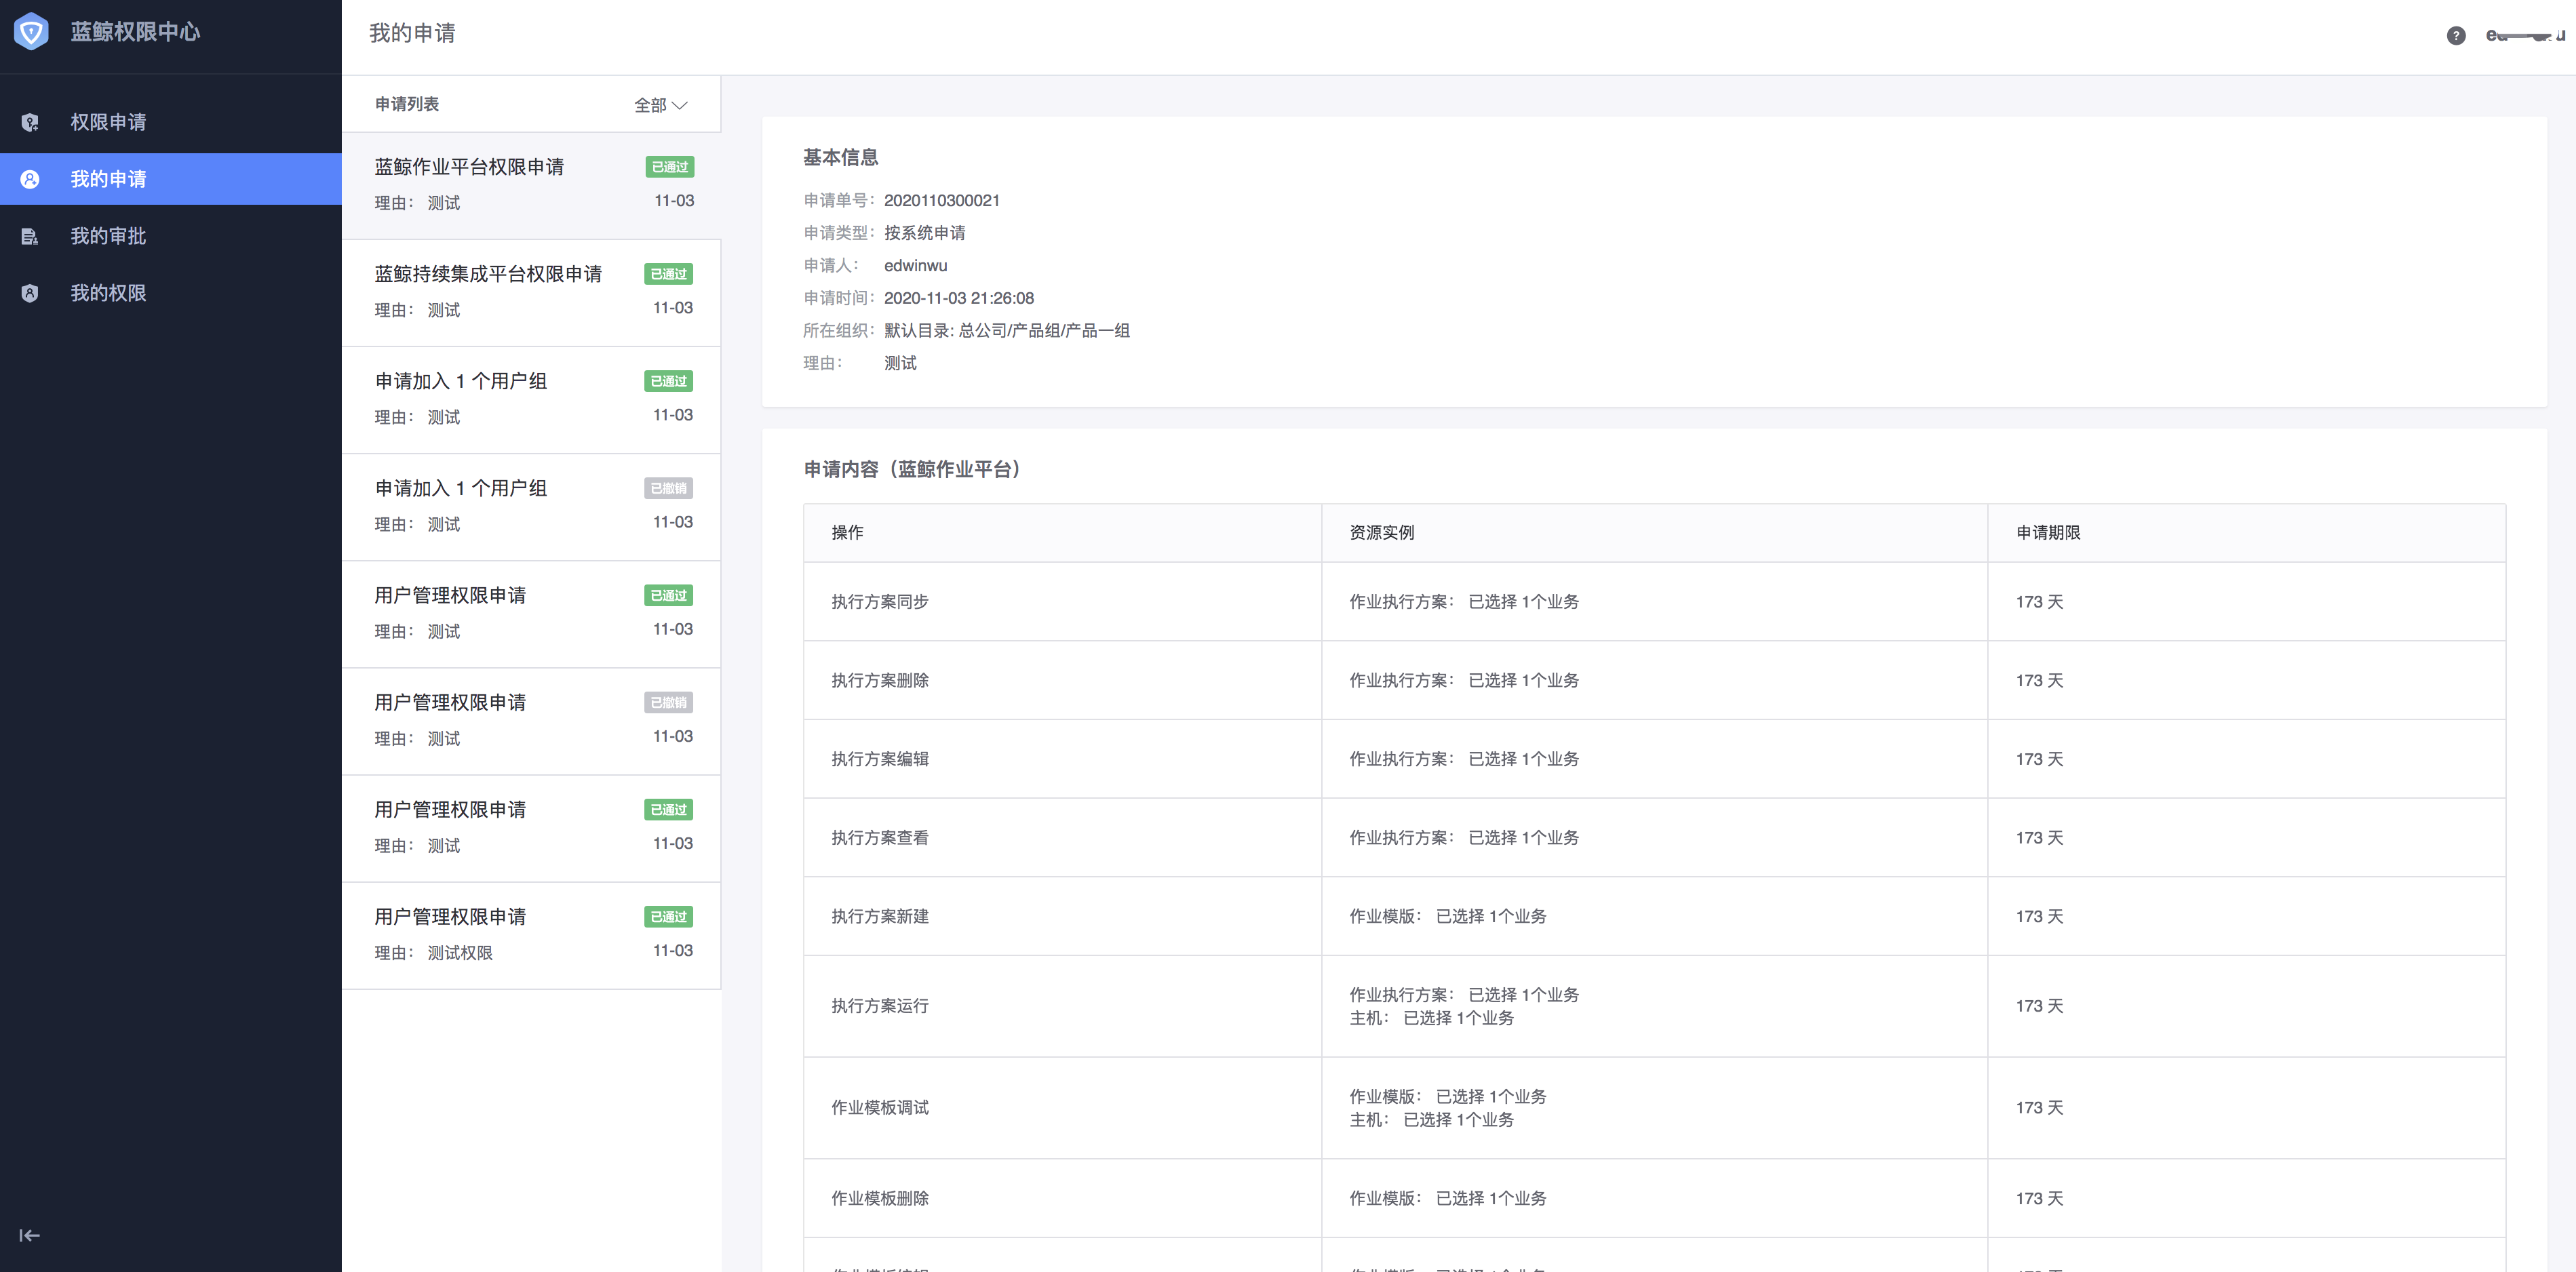 蓝鲸权限中心
权限申请
我的申请
我的审批
我的权限
我的申请
申请列表 全部
蓝鲸作业平台权限申请 已通过
理由： 测试 11-03
蓝鲸持续集成平台权限申请 已通过
理由： 测试 11-03
申请加入 1 个用户组 已通过
理由： 测试 11-03
申请加入 1 个用户组 已撤销
理由： 测试 11-03
用户管理权限申请 已通过
理由： 测试 11-03
用户管理权限申请 已撤销
理由： 测试 11-03
用户管理权限申请 已通过
理由： 测试 11-03
用户管理权限申请 已通过
理由： 测试权限 11-03
基本信息
申请单号： 2020110300021
申请类型： 按系统申请
申请人： edwinwu
申请时间： 2020-11-03 21:26:08
所在组织： 默认目录: 总公司/产品组/产品一组
理由： 测试
申请内容（蓝鲸作业平台）
操作 资源实例 申请期限
执行方案同步 作业执行方案： 已选择 1个业务 173 天
执行方案删除 作业执行方案： 已选择 1个业务 173 天
执行方案编辑 作业执行方案： 已选择 1个业务 173 天
执行方案查看 作业执行方案： 已选择 1个业务 173 天
执行方案新建 作业模版： 已选择 1个业务 173 天
执行方案运行 作业执行方案： 已选择 1个业务 173 天
主机： 已选择 1个业务
作业模板调试 作业模版： 已选择 1个业务 173 天
主机： 已选择 1个业务
作业模板删除 作业模版： 已选择 1个业务 173 天